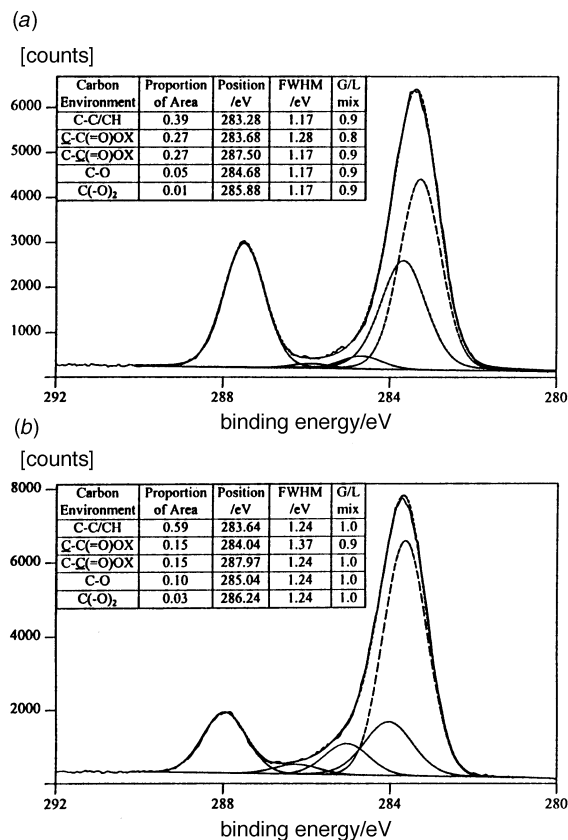 (a)
[counts]
Carbon Environment Proportion of Area Position /eV FWHM /eV G/L mix
C-C/CH 0.39 283.28 1.17 0.9
C-C(=O)OX 0.27 283.68 1.28 0.8
C-C(=O)OX 0.27 287.50 1.17 0.9
C-O 0.05 284.68 1.17 0.9
C(-O)₂ 0.01 285.88 1.17 0.9
6000
5000
4000
3000
2000
1000
292 288 284 280
binding energy/eV
(b)
[counts]
8000
Carbon Environment Proportion of Area Position /eV FWHM /eV G/L mix
C-C/CH 0.59 283.64 1.24 1.0
C-C(=O)OX 0.15 284.04 1.37 0.9
C-C(=O)OX 0.15 287.97 1.24 1.0
C-O 0.10 285.04 1.24 1.0
C(-O)₂ 0.03 286.24 1.24 1.0
6000
4000
2000
0
292 288 284 280
binding energy/eV